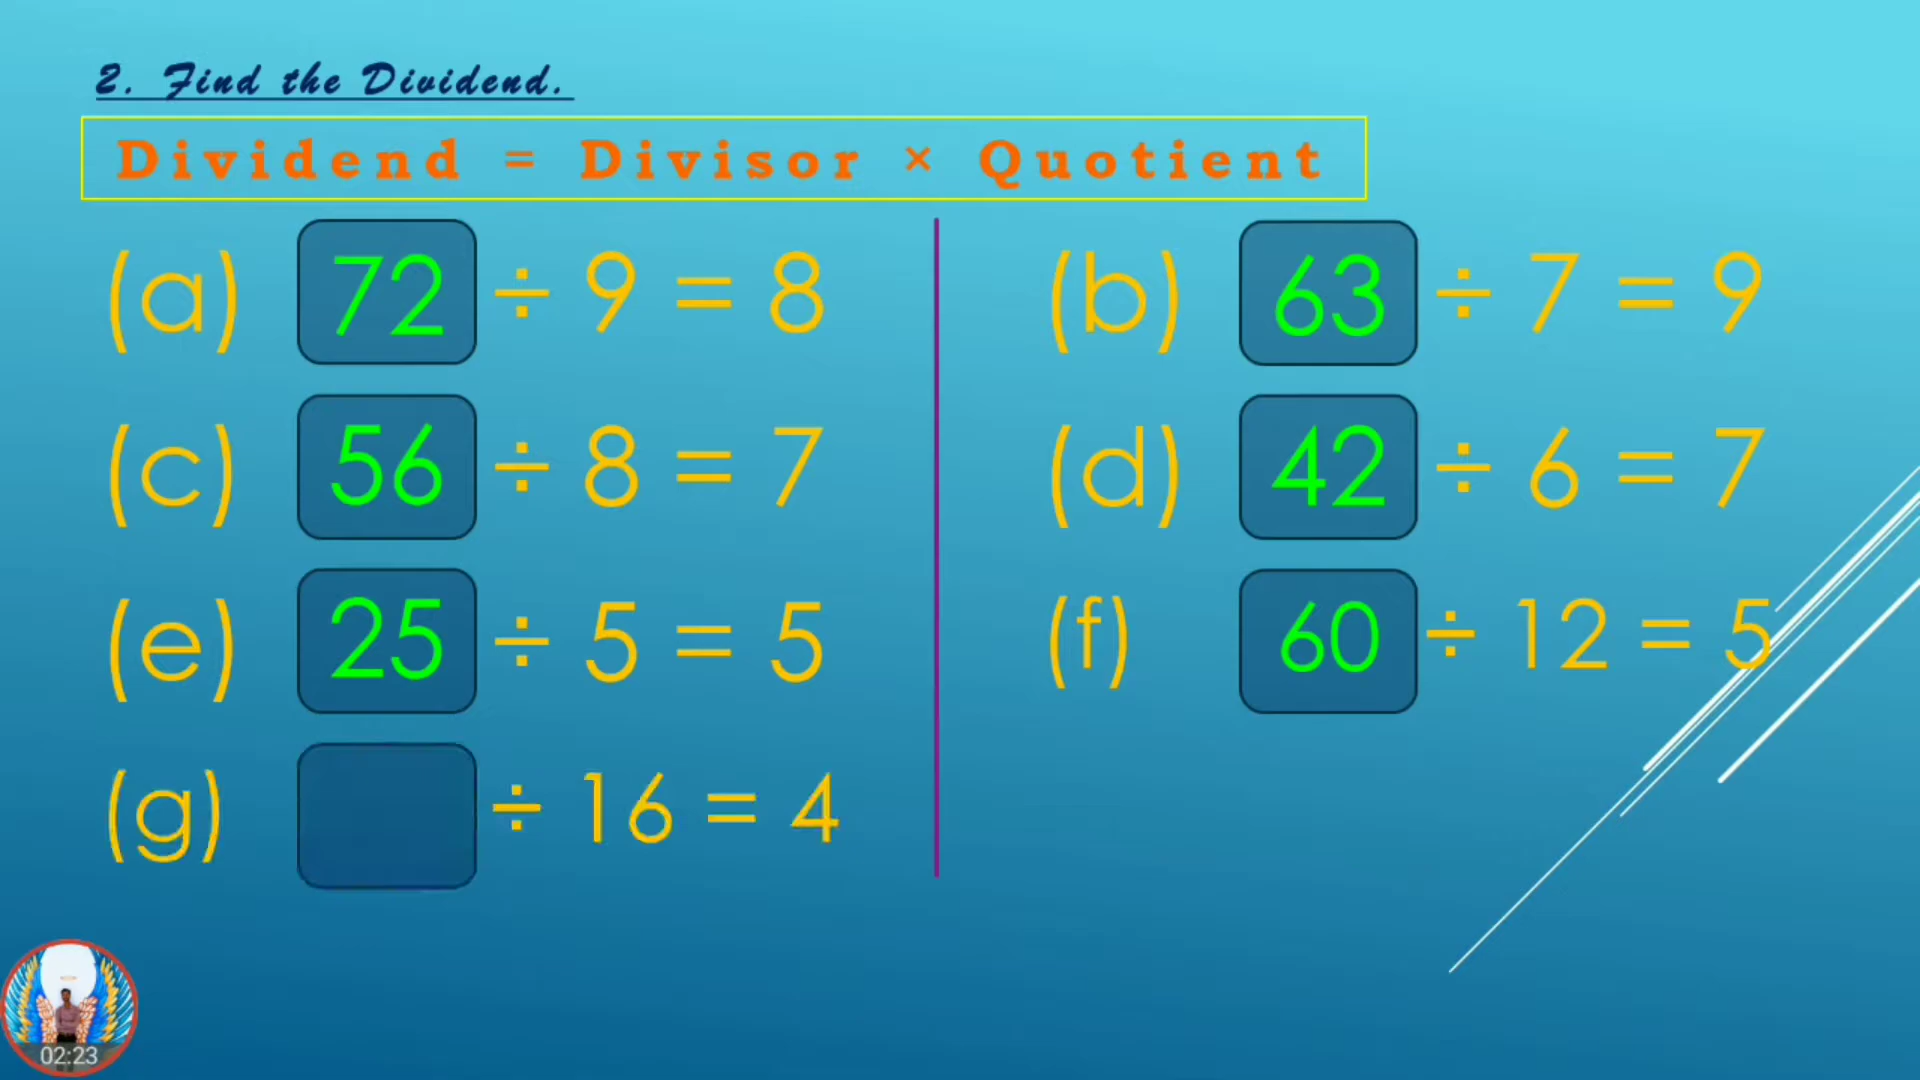 2. Find the Dividend.
Dividend = Divisor × Quotient
(a) 72 ÷ 9 = 8
(b) 63 ÷ 7 = 9
(c) 56 ÷ 8 = 7
(d) 42 ÷ 6 = 7
(e) 25 ÷ 5 = 5
(f) 60 ÷ 12 = 5
(g) ÷ 16 = 4
02:23